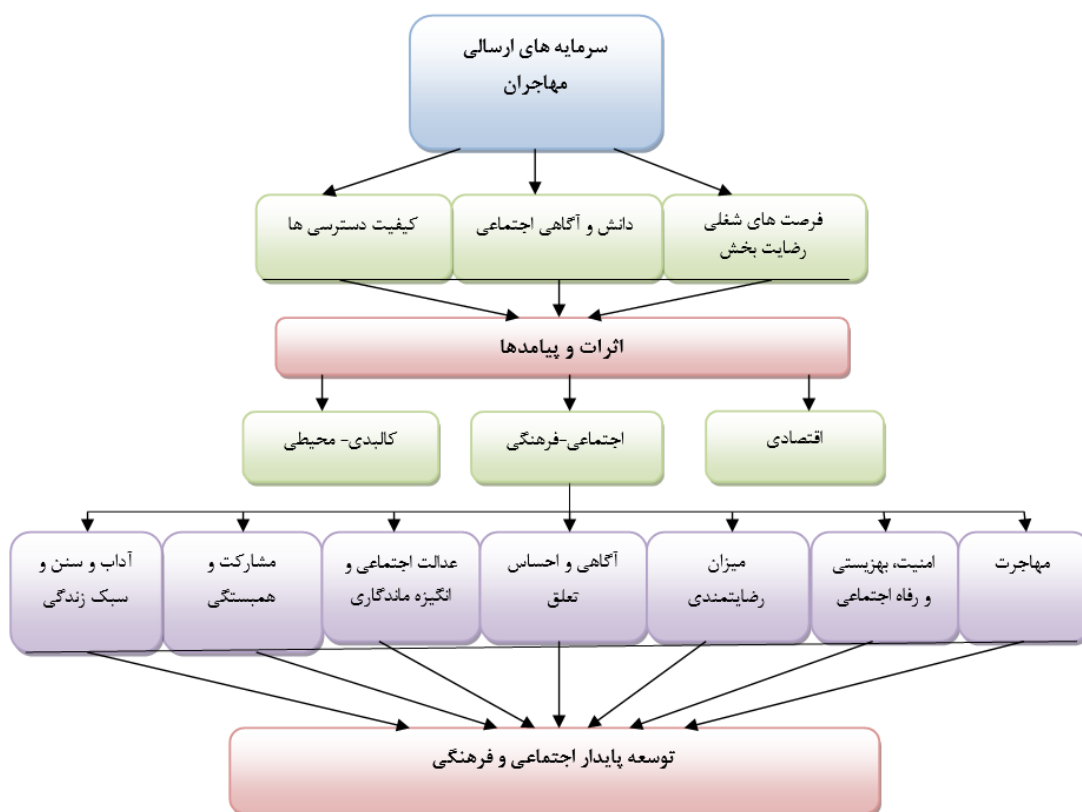 سرمایه های ارسالی
مهاجران
فرصت های شغلی
رضایت بخش
دانش و آگاهی اجتماعی
کیفیت دسترسی ها
اثرات و پیامدها
اقتصادی
اجتماعی-فرهنگی
کالبدی- محیطی
مهاجرت
امنیت، بهزیستی
و رفاه اجتماعی
میزان
رضایتمندی
آگاهی و احساس
تعلق
عدالت اجتماعی و
انگیزه ماندگاری
مشارکت و
همبستگی
آداب و سنن و
سبک زندگی
توسعه پایدار اجتماعی و فرهنگی